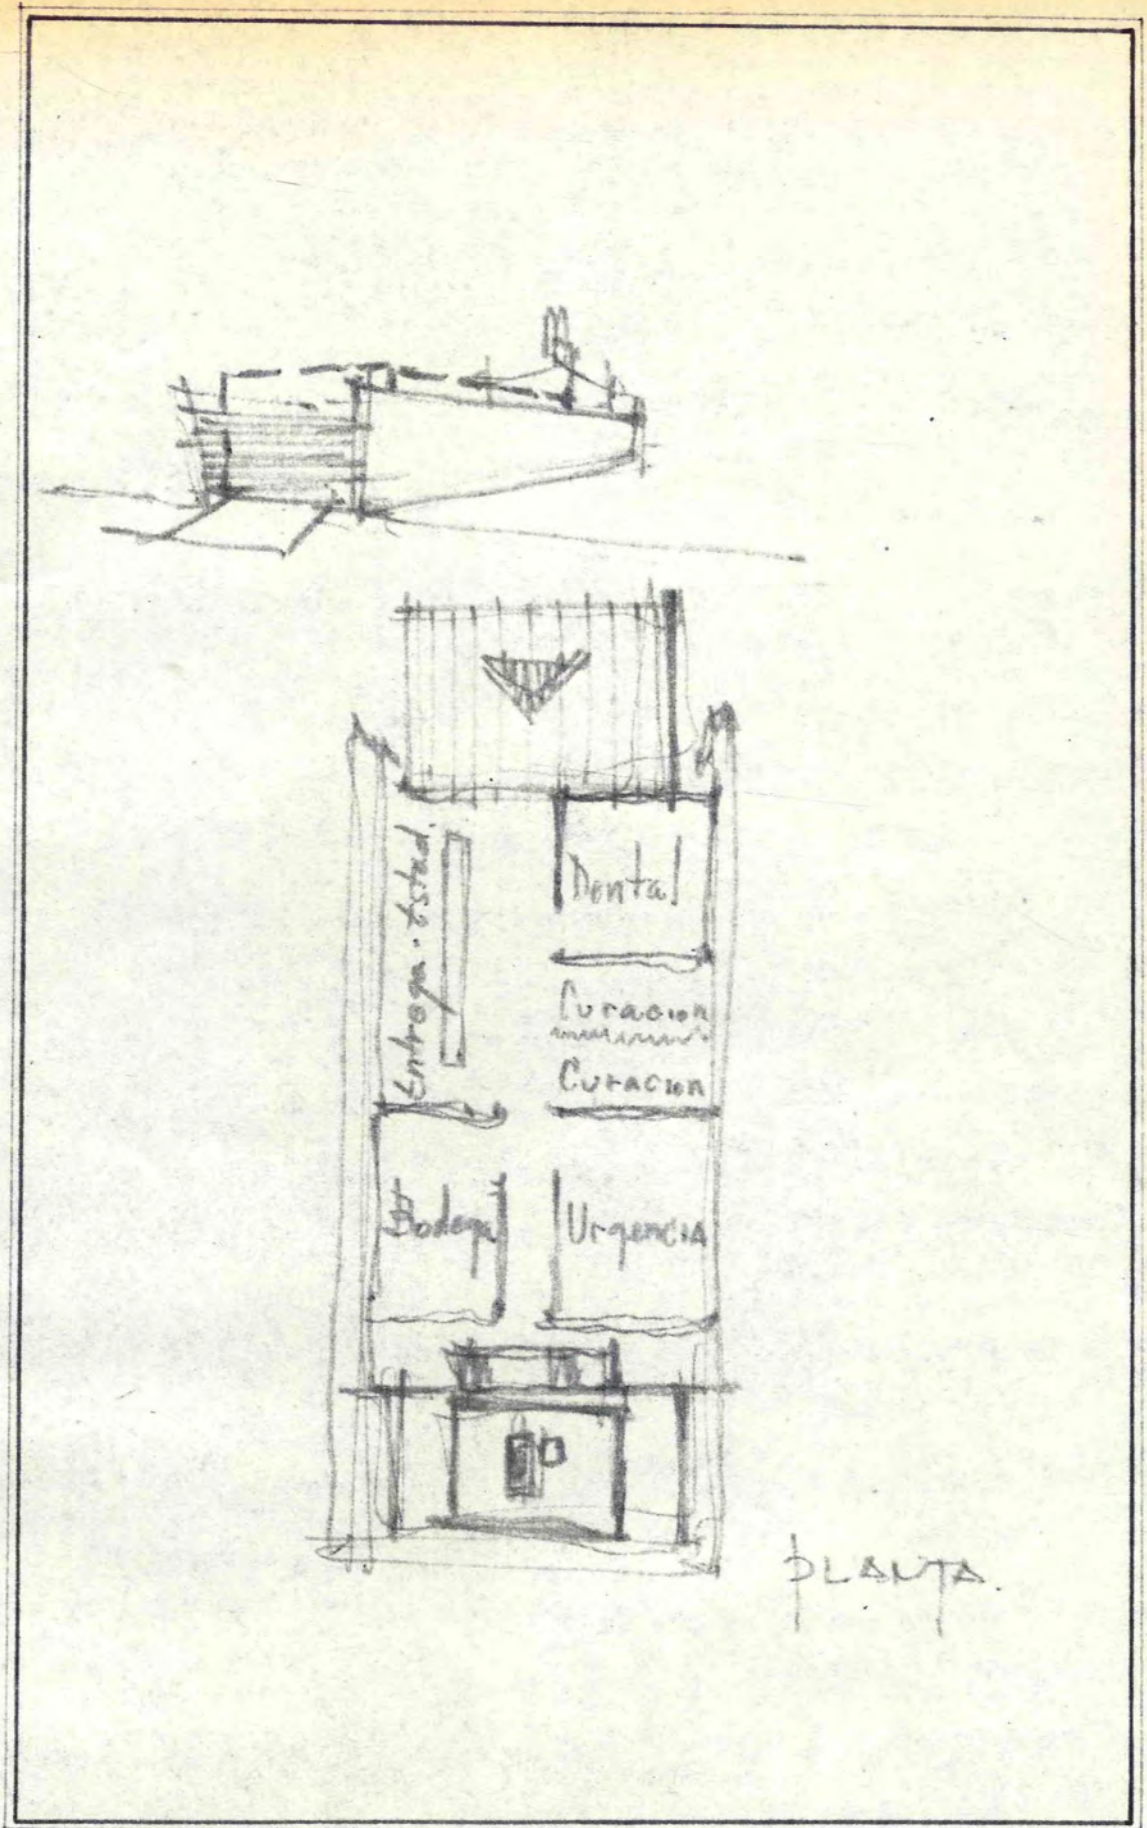 Entrega · Estad.
Dental
Curacion
Curacion
Bodega
Urgencia
PLANTA.